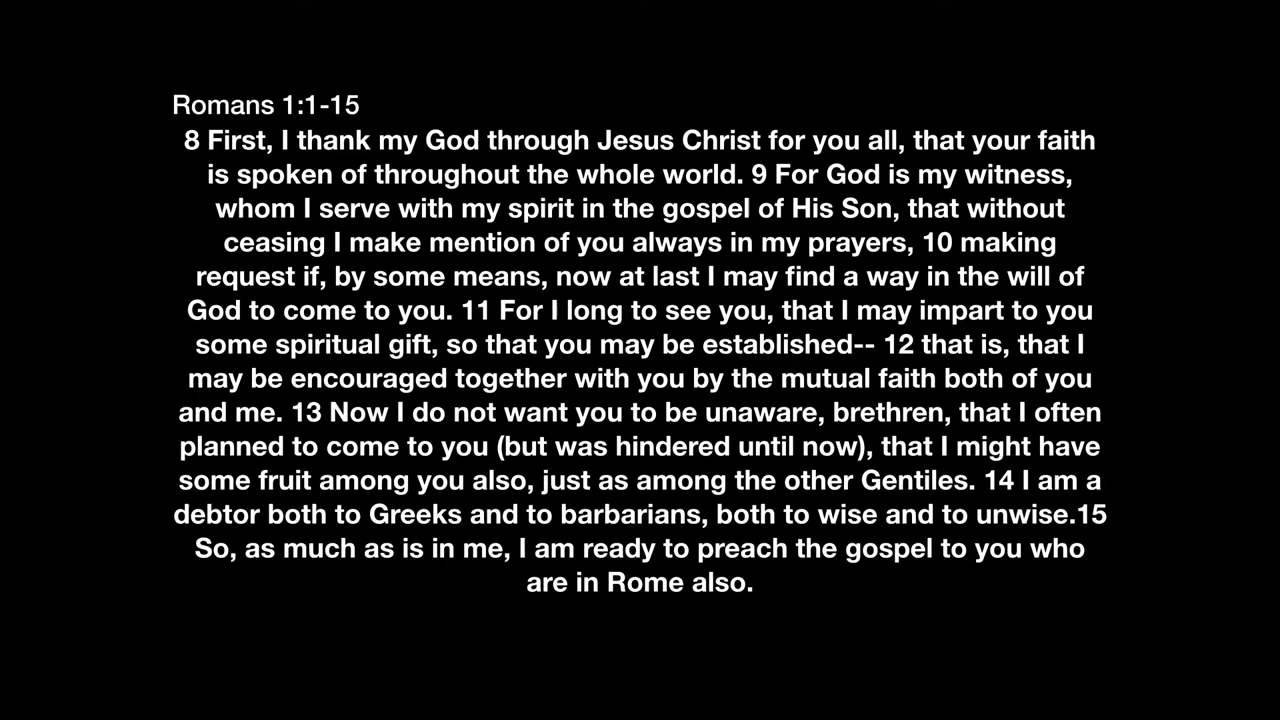 Romans 1:1-15
8 First, I thank my God through Jesus Christ for you all, that your faith
is spoken of throughout the whole world. 9 For God is my witness,
whom I serve with my spirit in the gospel of His Son, that without
ceasing I make mention of you always in my prayers, 10 making
request if, by some means, now at last I may find a way in the will of
God to come to you. 11 For I long to see you, that I may impart to you
some spiritual gift, so that you may be established-- 12 that is, that I
may be encouraged together with you by the mutual faith both of you
and me. 13 Now I do not want you to be unaware, brethren, that I often
planned to come to you (but was hindered until now), that I might have
some fruit among you also, just as among the other Gentiles. 14 I am a
debtor both to Greeks and to barbarians, both to wise and to unwise.15
So, as much as is in me, I am ready to preach the gospel to you who
are in Rome also.